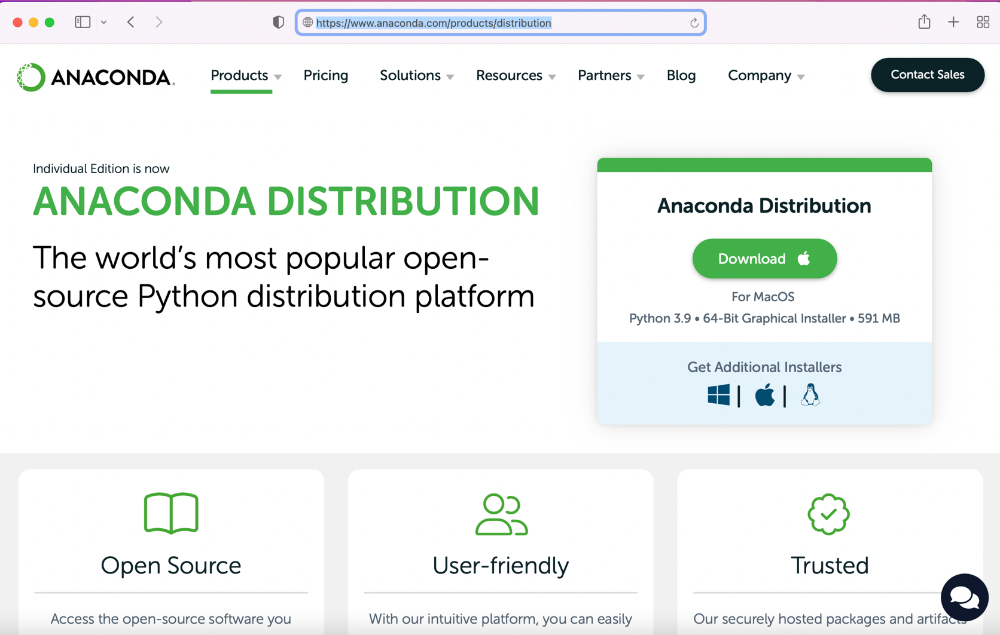 https://www.anaconda.com/products/distribution
ANACONDA.
Products Pricing Solutions Resources Partners Blog Company Contact Sales
Individual Edition is now
ANACONDA DISTRIBUTION
The world’s most popular open-
source Python distribution platform
Anaconda Distribution
Download
For MacOS
Python 3.9 • 64-Bit Graphical Installer • 591 MB
Get Additional Installers
Open Source
Access the open-source software you
User-friendly
With our intuitive platform, you can easily
Trusted
Our securely hosted packages and artifacts